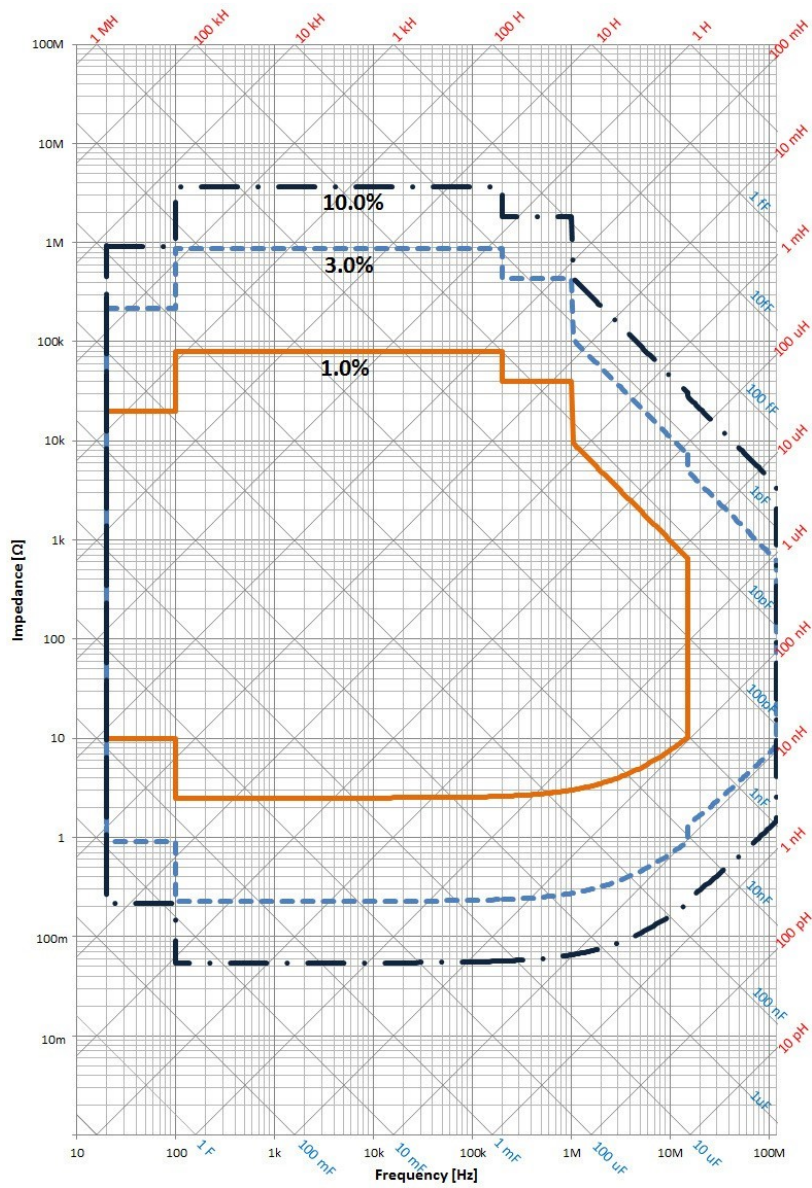 1 MH
100 kH
10 kH
1 kH
100 H
10 H
1 H
100 mH
100M
10M
10 mH
10.0%
1 fF
1M
1 mH
3.0%
10fF
100 uH
100k
1.0%
100 fF
10 uH
10k
1pF
1 uH
1k
10pF
Impedance [Ω]
100
100 nH
100pF
10
10 nH
1nF
1
1 nH
10nF
100m
100 pH
100 nF
10m
10 pH
1uF
10
100
1 F
1k
100 mF
10k
10 mF
100k
1 mF
1M
100 uF
10M
10 uF
100M
Frequency [Hz]